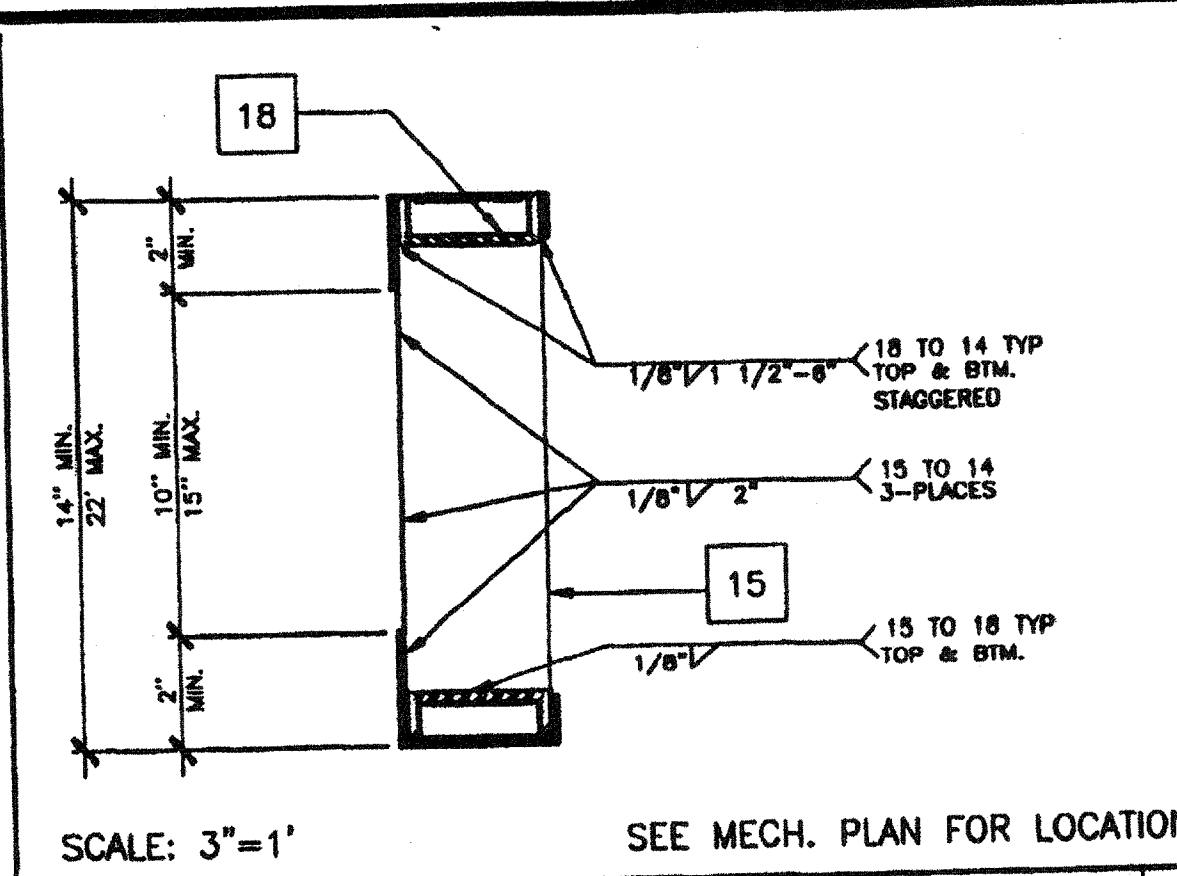 18
2"
MIN.
14" MIN.
22' MAX.
10" MIN.
15" MAX.
2"
MIN.
1/8" 1 1/2"-6"
18 TO 14 TYP
TOP & BTM.
STAGGERED
1/8" 2"
15 TO 14
3-PLACES
15
1/8"
15 TO 18 TYP
TOP & BTM.
SCALE: 3"=1'
SEE MECH. PLAN FOR LOCATION